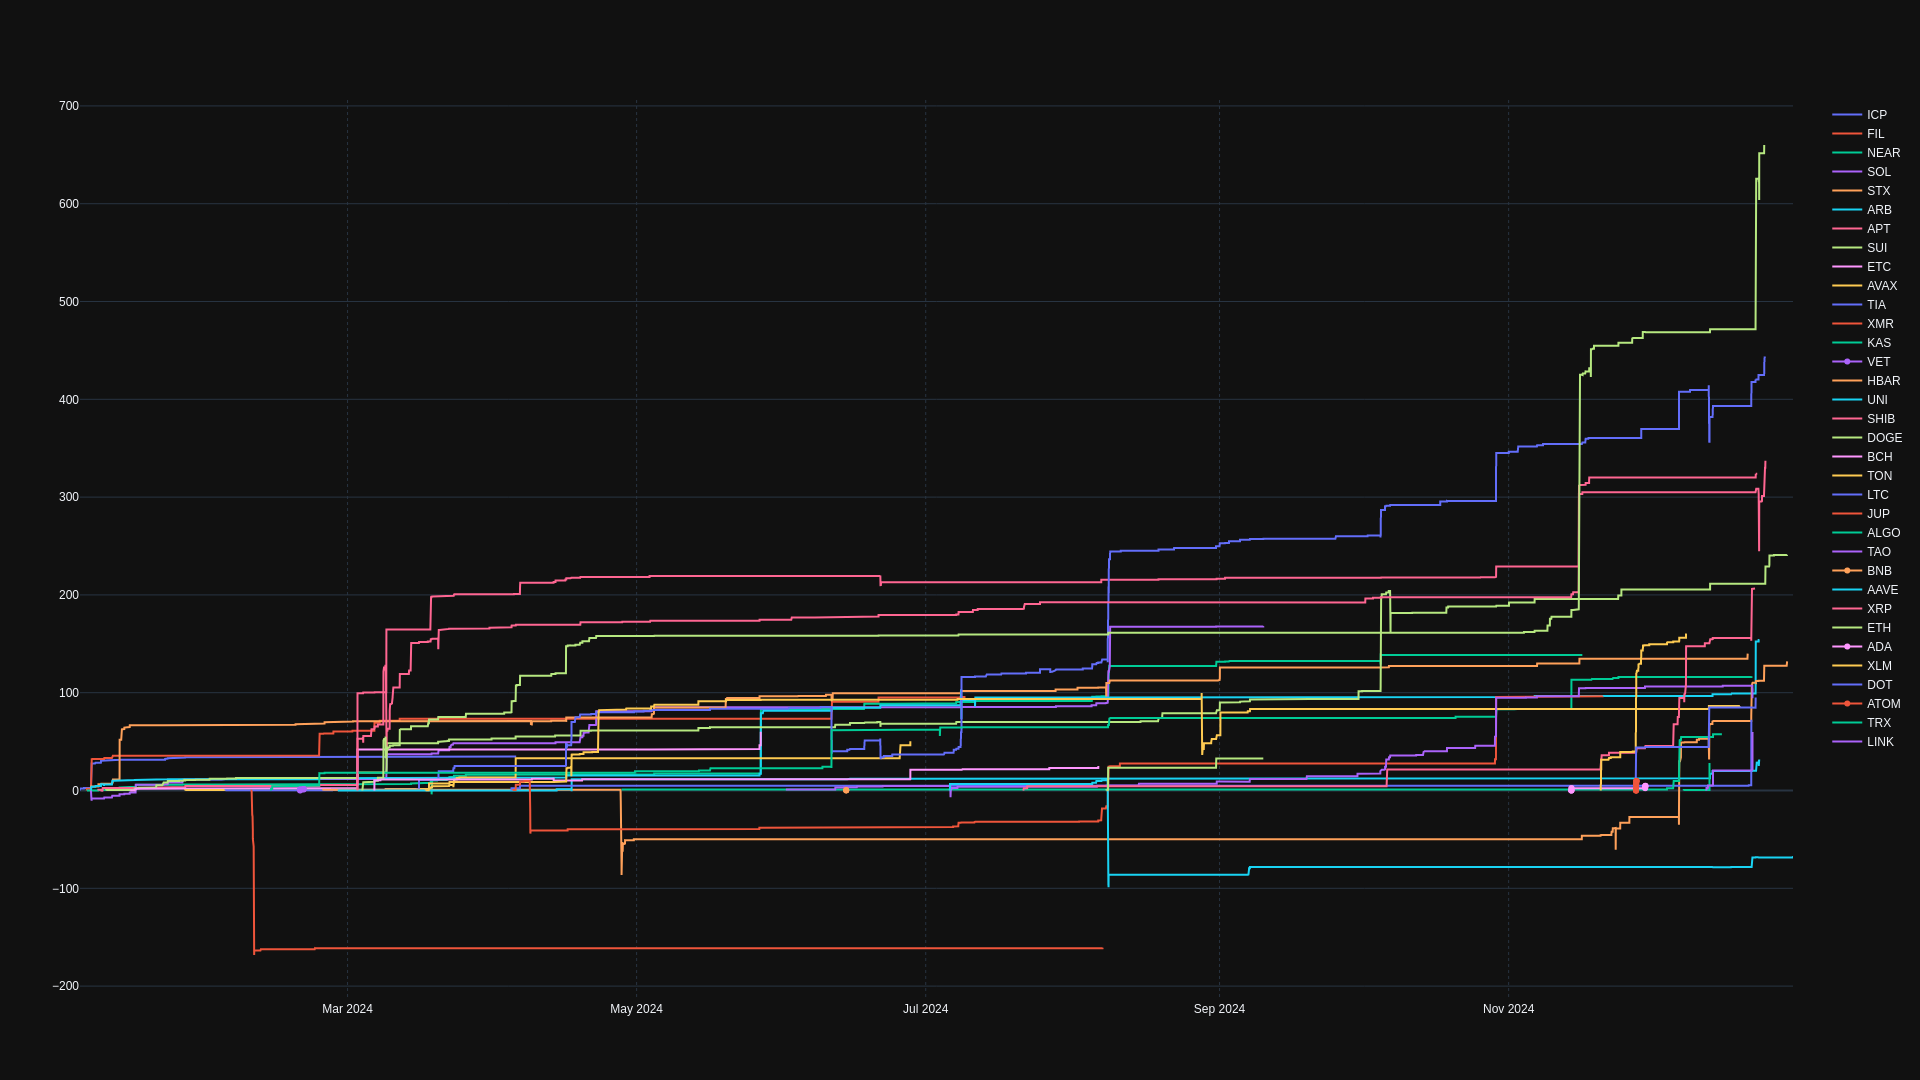 700
600
500
400
300
200
100
0
−100
−200
Mar 2024
May 2024
Jul 2024
Sep 2024
Nov 2024
ICP
FIL
NEAR
SOL
STX
ARB
APT
SUI
ETC
AVAX
TIA
XMR
KAS
VET
HBAR
UNI
SHIB
DOGE
BCH
TON
LTC
JUP
ALGO
TAO
BNB
AAVE
XRP
ETH
ADA
XLM
DOT
ATOM
TRX
LINK